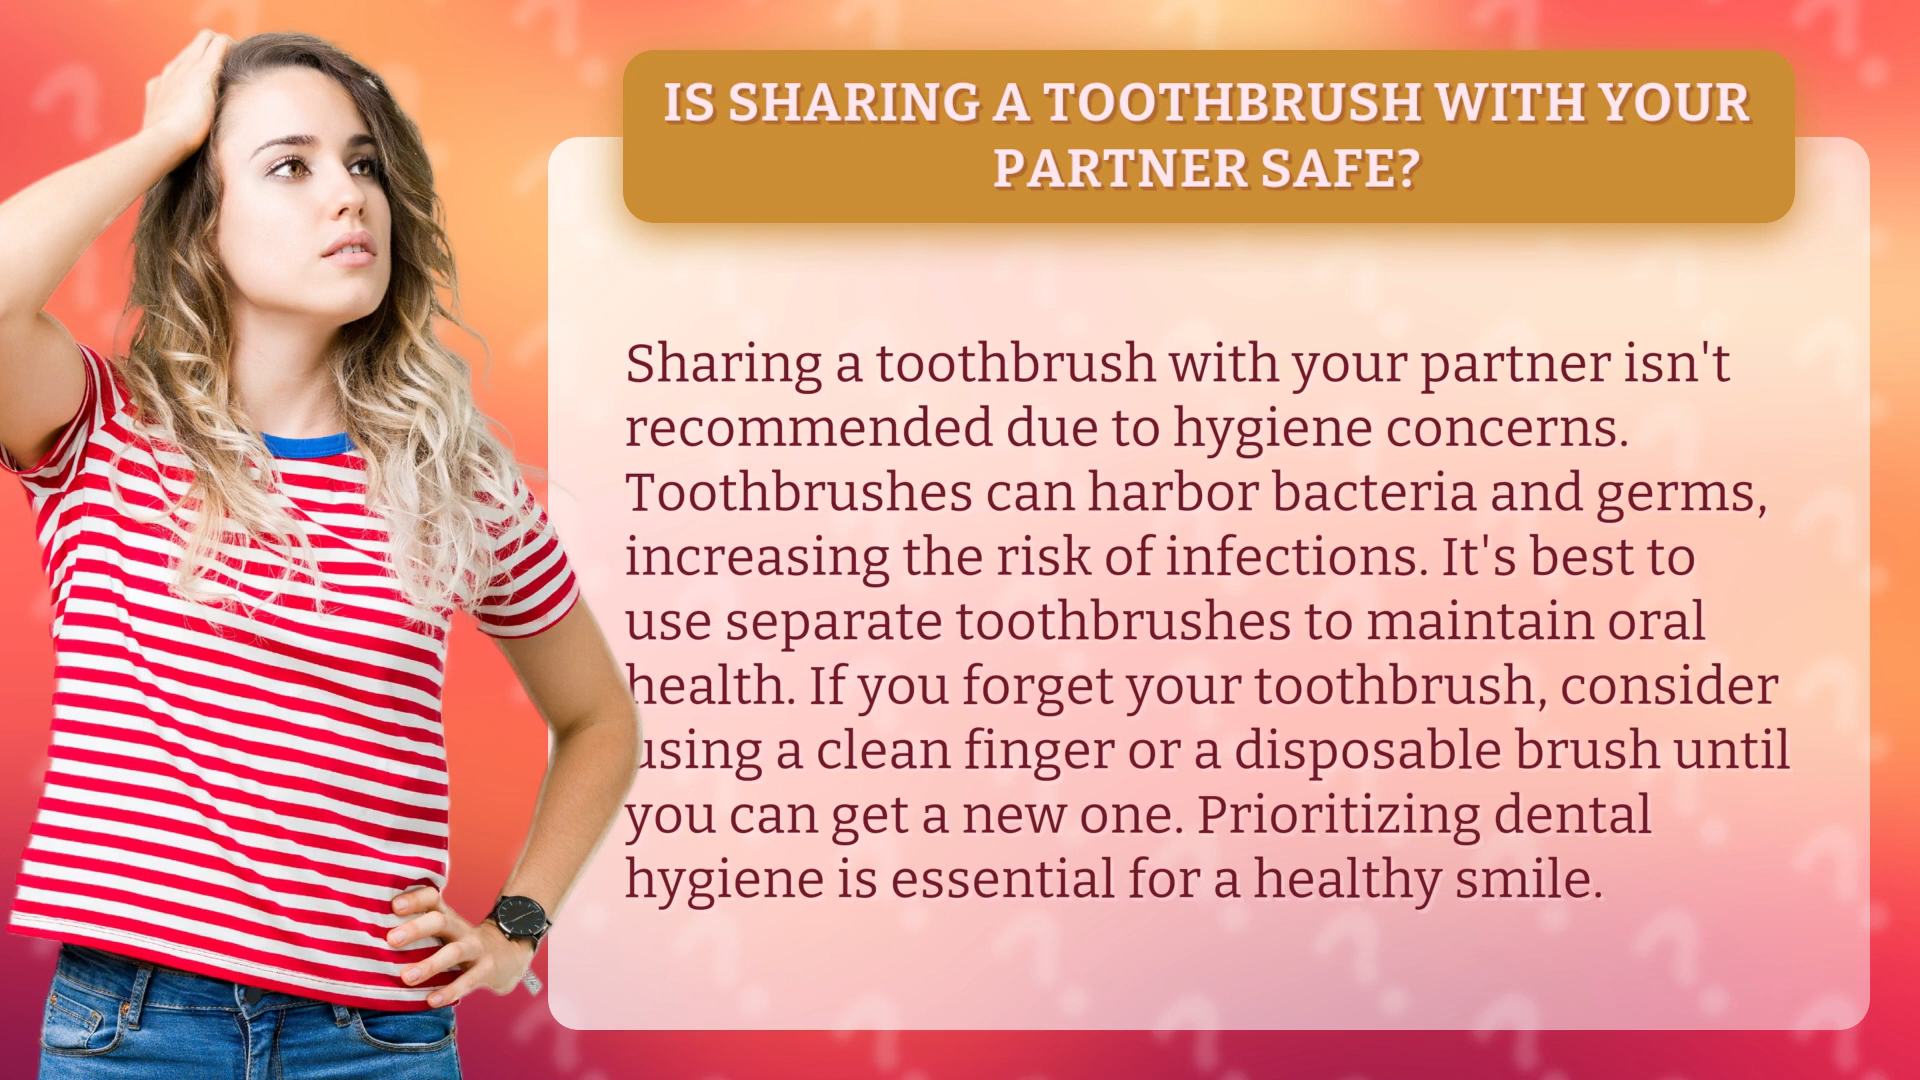 IS SHARING A TOOTHBRUSH WITH YOUR
PARTNER SAFE?
Sharing a toothbrush with your partner isn't
recommended due to hygiene concerns.
Toothbrushes can harbor bacteria and germs,
increasing the risk of infections. It's best to
use separate toothbrushes to maintain oral
health. If you forget your toothbrush, consider
using a clean finger or a disposable brush until
you can get a new one. Prioritizing dental
hygiene is essential for a healthy smile.